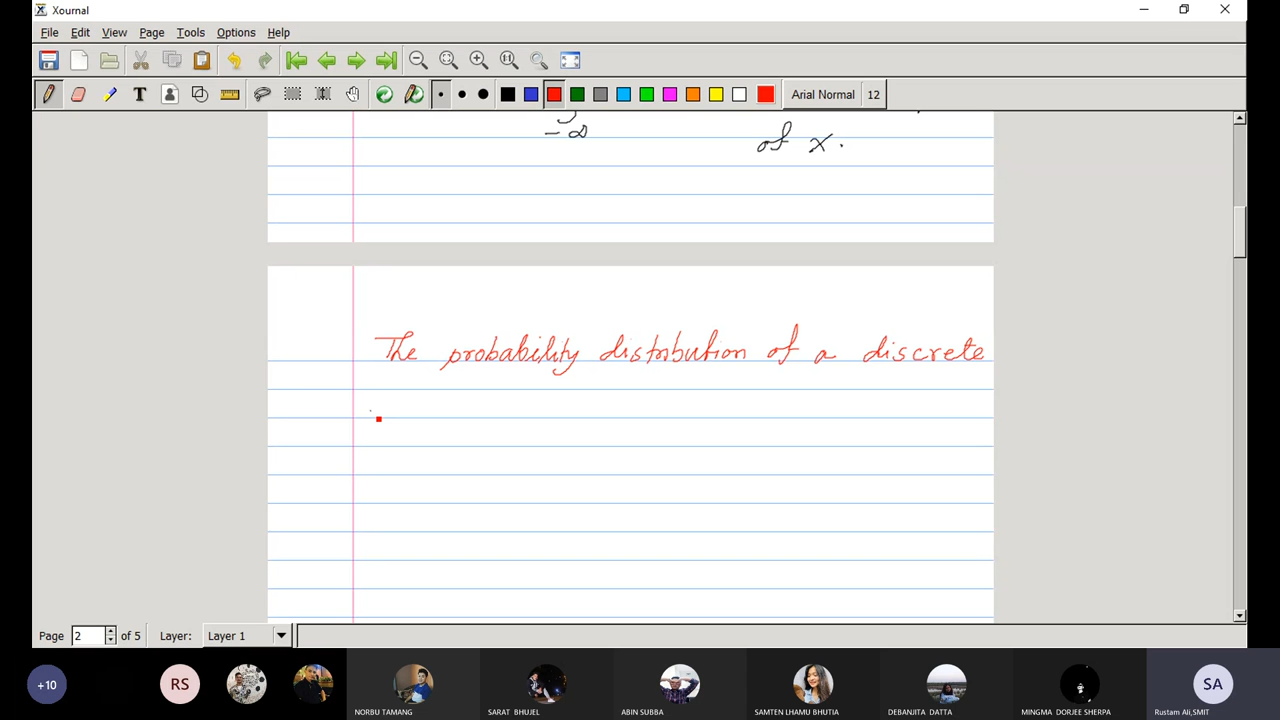 Xournal
File Edit View Page Tools Options Help
Arial Normal 12
-∞
of x.
The probability distribution of a discrete
Page 2 of 5 Layer: Layer 1
+10 RS SA
NORBU TAMANG SARAT BHUJEL ABIN SUBBA SAMTEN LHAMU BHUTIA DEBANJITA DATTA MINGMA DORJEE SHERPA Rustam Ali,SMIT